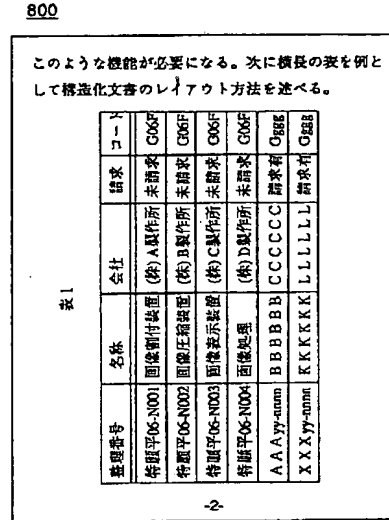 800
このような機能が必要になる。次に横長の表を例と
して構造化文書のレイアウト方法を述べる。
表1
整理番号 名称 会社 請求 コード
特願平06-N001 画像割付装置 (株)A製作所 未請求 G06F
特願平06-N002 画像圧縮装置 (株)B製作所 未請求 G06F
特願平06-N003 画像表示装置 (株)C製作所 未請求 G06F
特願平06-N004 画像処理 (株)D製作所 未請求 G06F
AAAyy-nnnn BBBBBB CCCCCC 請求有 Gggg
XXXyy-nnnn KKKKKK LLLLLL 請求有 Gggg
-2-